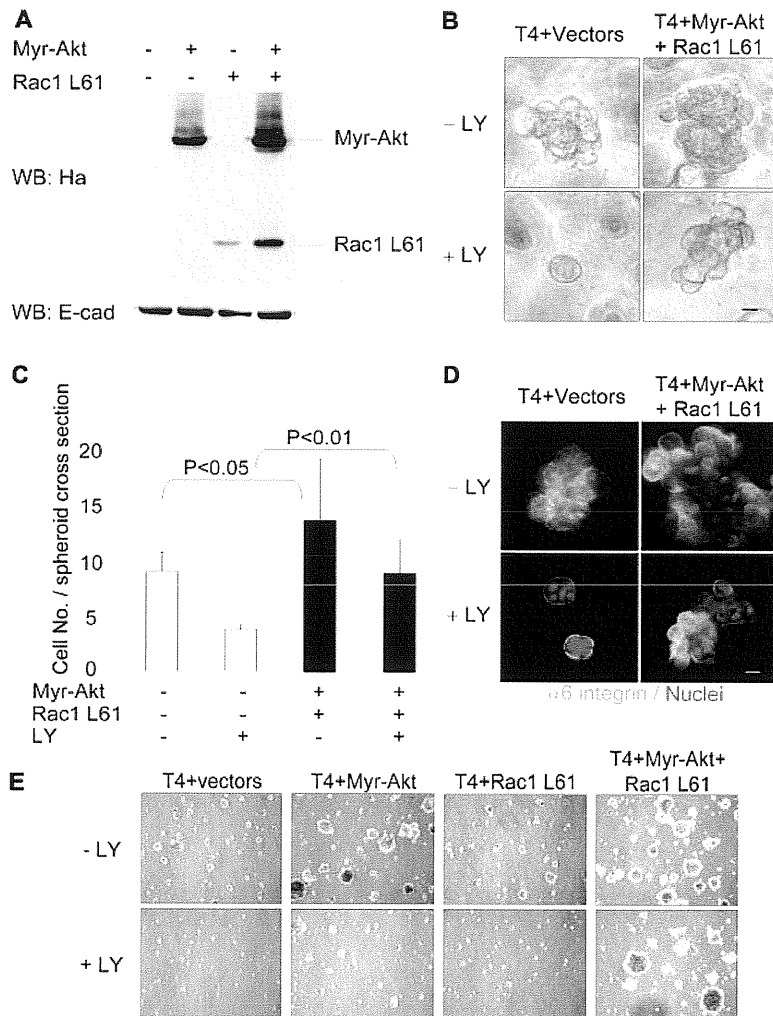 A
Myr-Akt - + - +
Rac1 L61 - - + +
Myr-Akt
WB: Ha
Rac1 L61
WB: E-cad
B
T4+Vectors
T4+Myr-Akt
+ Rac1 L61
- LY
+ LY
C
Cell No. / spheroid cross section
20
15
10
5
0
P<0.05
P<0.01
Myr-Akt - - + +
Rac1 L61 - - + +
LY - + - +
D
T4+Vectors
T4+Myr-Akt
+ Rac1 L61
- LY
+ LY
α6 integrin / Nuclei
E
T4+vectors
T4+Myr-Akt
T4+Rac1 L61
T4+Myr-Akt+
Rac1 L61
- LY
+ LY